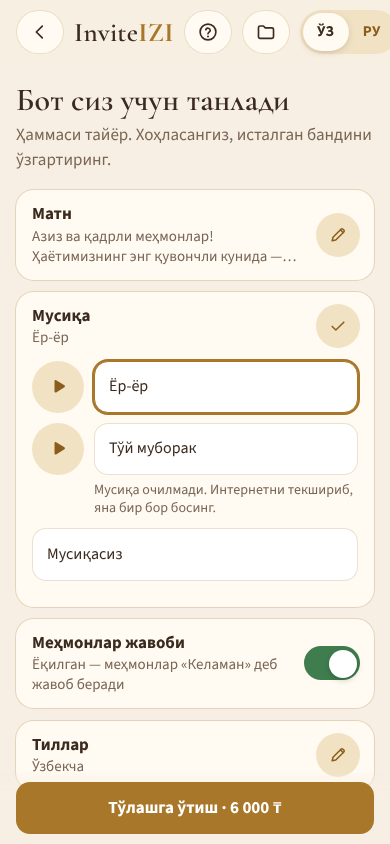 InviteIZI
ЎЗ
РУ
Бот сиз учун танлади
Ҳаммаси тайёр. Хоҳласангиз, исталган бандини
ўзгартиринг.
Матн
Азиз ва қадрли меҳмонлар!
Ҳаётимизнинг энг қувончли кунида —…
Мусиқа
Ёр-ёр
Ёр-ёр
Тўй муборак
Мусиқа очилмади. Интернетни текшириб,
яна бир бор босинг.
Мусиқасиз
Меҳмонлар жавоби
Ёқилган — меҳмонлар «Келаман» деб
жавоб беради
Тиллар
Ўзбекча
Тўлашга ўтиш · 6 000 ₸